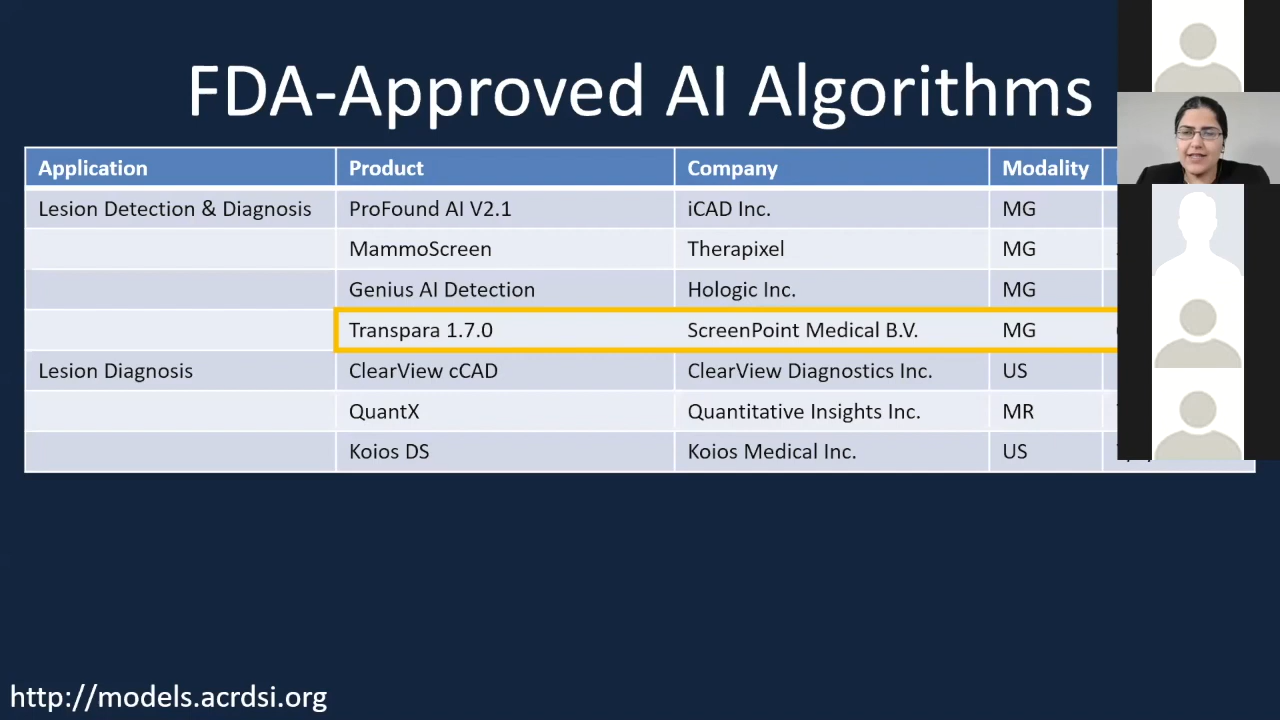 FDA-Approved AI Algorithms
Application Product Company Modality
Lesion Detection & Diagnosis ProFound AI V2.1 iCAD Inc. MG
MammoScreen Therapixel MG
Genius AI Detection Hologic Inc. MG
Transpara 1.7.0 ScreenPoint Medical B.V. MG
Lesion Diagnosis ClearView cCAD ClearView Diagnostics Inc. US
QuantX Quantitative Insights Inc. MR
Koios DS Koios Medical Inc. US
http://models.acrdsi.org